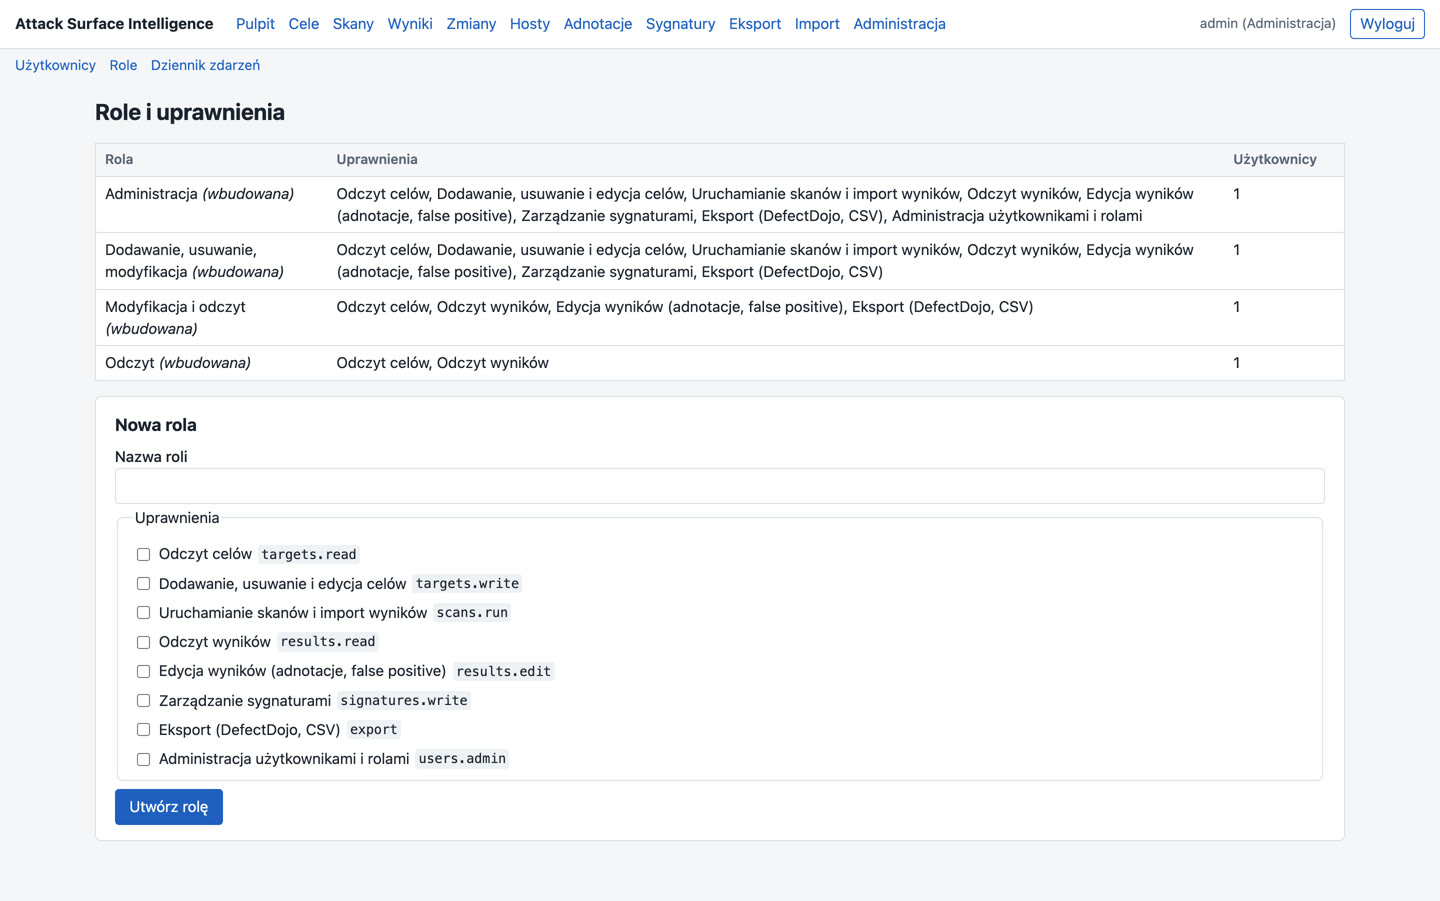 Attack Surface Intelligence Pulpit Cele Skany Wyniki Zmiany Hosty Adnotacje Sygnatury Eksport Import Administracja admin (Administracja) Wyloguj
Użytkownicy Role Dziennik zdarzeń
Role i uprawnienia
Rola Uprawnienia Użytkownicy
Administracja (wbudowana) Odczyt celów, Dodawanie, usuwanie i edycja celów, Uruchamianie skanów i import wyników, Odczyt wyników, Edycja wyników 1
(adnotacje, false positive), Zarządzanie sygnaturami, Eksport (DefectDojo, CSV), Administracja użytkownikami i rolami
Dodawanie, usuwanie, Odczyt celów, Dodawanie, usuwanie i edycja celów, Uruchamianie skanów i import wyników, Odczyt wyników, Edycja wyników 1
modyfikacja (wbudowana) (adnotacje, false positive), Zarządzanie sygnaturami, Eksport (DefectDojo, CSV)
Modyfikacja i odczyt Odczyt celów, Odczyt wyników, Edycja wyników (adnotacje, false positive), Eksport (DefectDojo, CSV) 1
(wbudowana)
Odczyt (wbudowana) Odczyt celów, Odczyt wyników 1
Nowa rola
Nazwa roli
Uprawnienia
Odczyt celów targets.read
Dodawanie, usuwanie i edycja celów targets.write
Uruchamianie skanów i import wyników scans.run
Odczyt wyników results.read
Edycja wyników (adnotacje, false positive) results.edit
Zarządzanie sygnaturami signatures.write
Eksport (DefectDojo, CSV) export
Administracja użytkownikami i rolami users.admin
Utwórz rolę